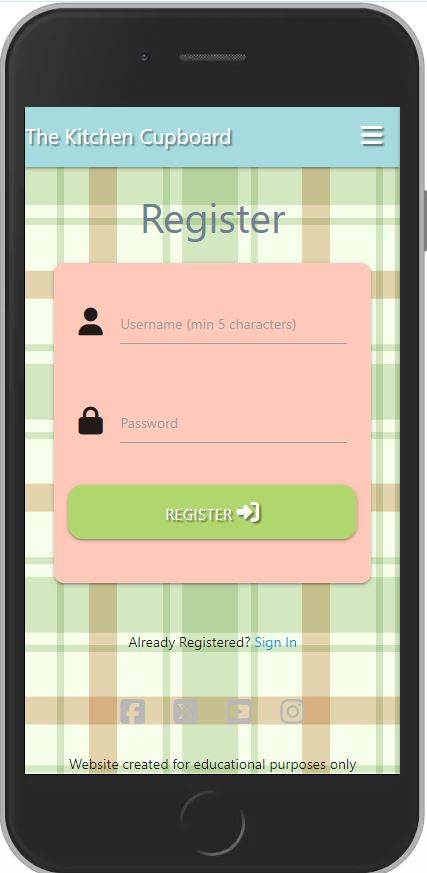 The Kitchen Cupboard
Register
Username (min 5 characters)
Password
REGISTER
Already Registered? Sign In
Website created for educational purposes only